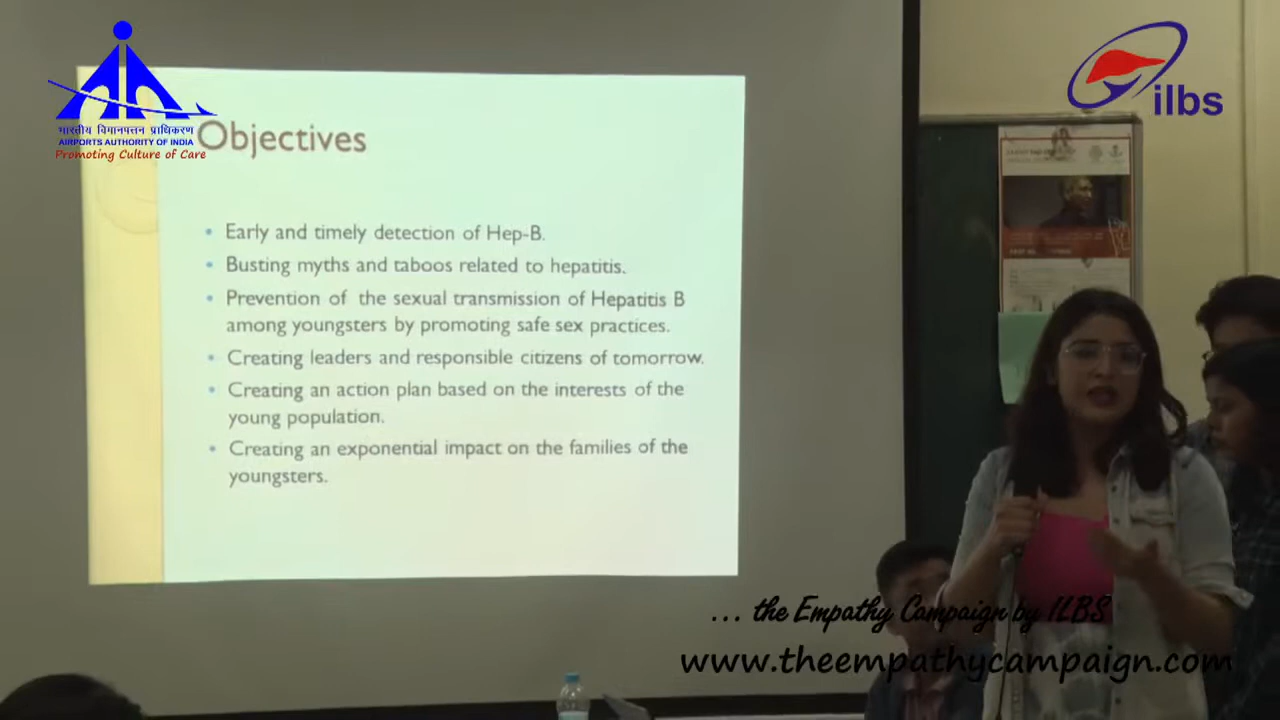 भारतीय विमानपत्तन प्राधिकरण
AIRPORTS AUTHORITY OF INDIA
Promoting Culture of Care
ilbs
Objectives
• Early and timely detection of Hep-B.
• Busting myths and taboos related to hepatitis.
• Prevention of the sexual transmission of Hepatitis B
among youngsters by promoting safe sex practices.
• Creating leaders and responsible citizens of tomorrow.
• Creating an action plan based on the interests of the
young population.
• Creating an exponential impact on the families of the
youngsters.
... the Empathy Campaign by ILBS
www.theempathycampaign.com